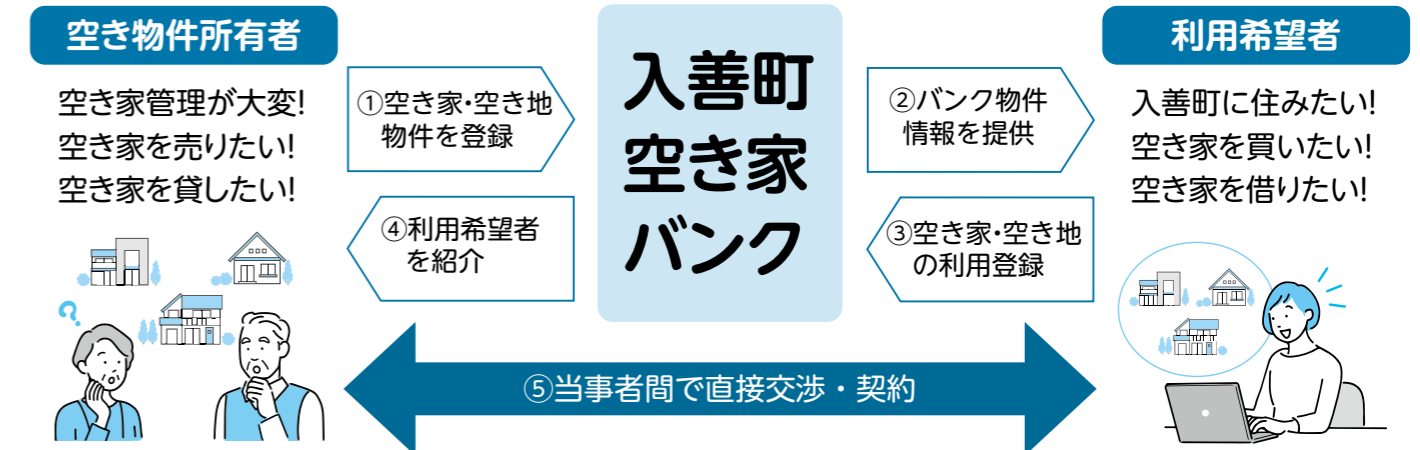 空き物件所有者
空き家管理が大変!
空き家を売りたい!
空き家を貸したい!
①空き家・空き地
物件を登録
④利用希望者
を紹介
入善町
空き家
バンク
②バンク物件
情報を提供
③空き家・空き地
の利用登録
利用希望者
入善町に住みたい!
空き家を買いたい!
空き家を借りたい!
?
⑤当事者間で直接交渉・契約